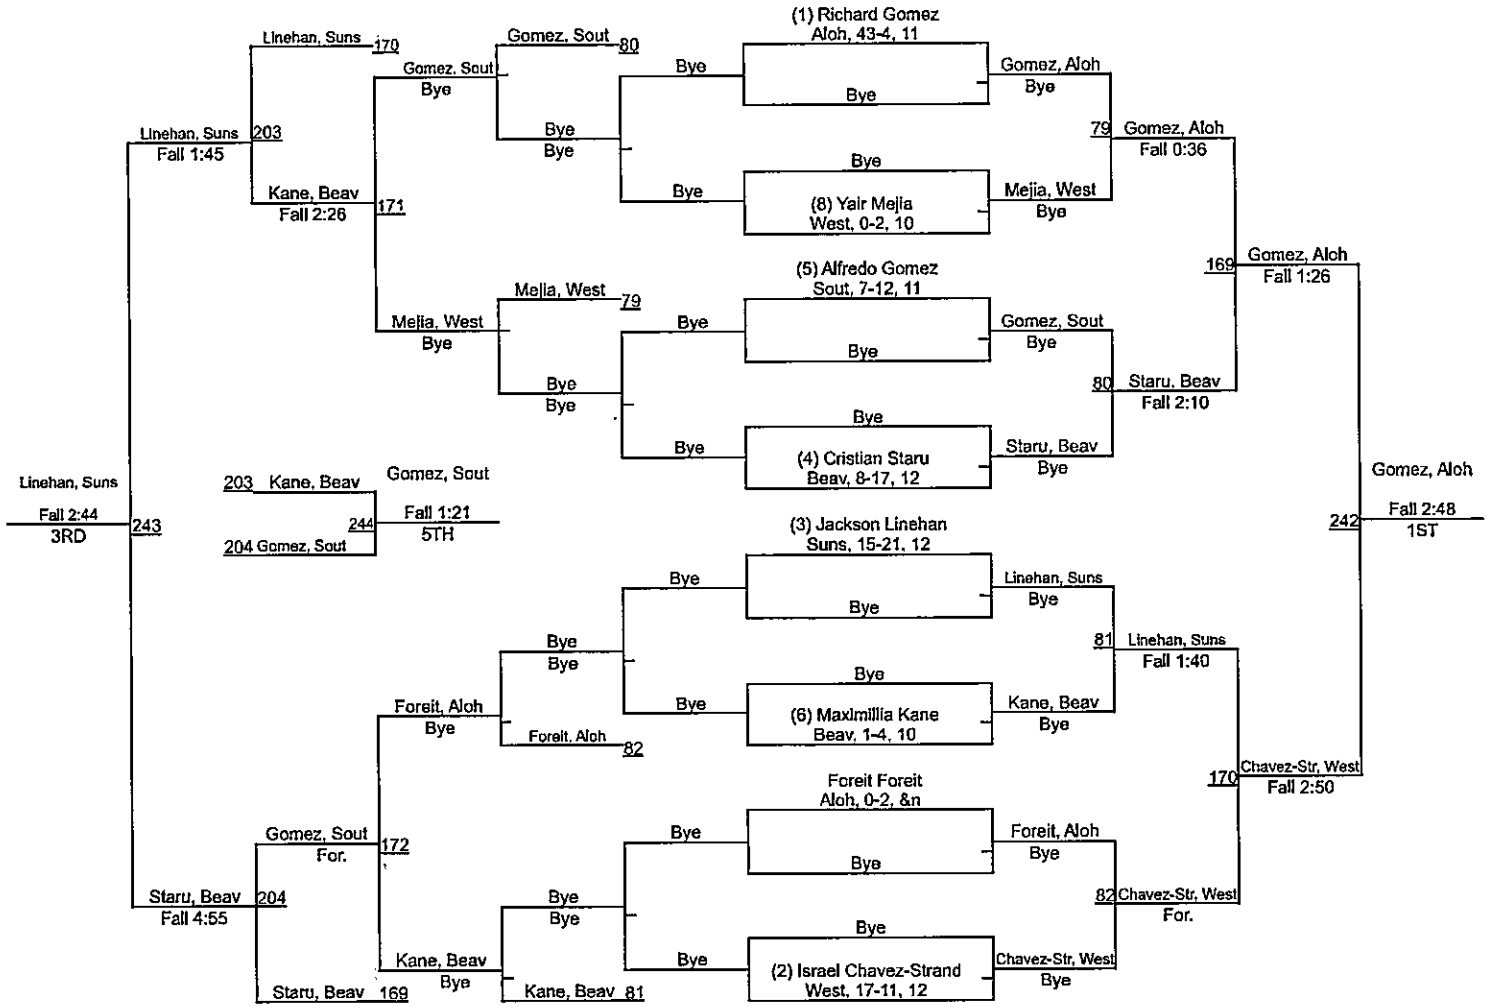 (1) Richard Gomez
Aloh, 43-4, 11
Bye
Gomez, Aloh
Bye
79
Gomez, Aloh
Fall 0:36
Bye
(8) Yair Mejia
West, 0-2, 10
Mejia, West
Bye
169
Gomez, Aloh
Fall 1:26
(5) Alfredo Gomez
Sout, 7-12, 11
Bye
Gomez, Sout
Bye
80
Staru, Beav
Fall 2:10
Bye
(4) Cristian Staru
Beav, 8-17, 12
Staru, Beav
Bye
Gomez, Aloh
242
Fall 2:48
1ST
(3) Jackson Linehan
Suns, 15-21, 12
Bye
Linehan, Suns
Bye
81
Linehan, Suns
Fall 1:40
Bye
(6) Maximillia Kane
Beav, 1-4, 10
Kane, Beav
Bye
170
Chavez-Str, West
Fall 2:50
Foreit Foreit
Aloh, 0-2, &n
Bye
Foreit, Aloh
Bye
82
Chavez-Str, West
For.
Bye
(2) Israel Chavez-Strand
West, 17-11, 12
Chavez-Str, West
Bye
Linehan, Suns
170
Gomez, Sout
80
Bye
Gomez, Sout
Bye
Bye
Bye
Bye
Linehan, Suns
203
Fall 1:45
Kane, Beav
171
Fall 2:26
Mejia, West
79
Bye
Mejia, West
Bye
Bye
Bye
Bye
Linehan, Suns
Fall 2:44
243
3RD
203
Kane, Beav
Gomez, Sout
244
Fall 1:21
5TH
204
Gomez, Sout
Bye
Bye
Bye
Bye
Foreit, Aloh
Bye
Foreit, Aloh
82
Gomez, Sout
172
For.
Bye
Staru, Beav
204
Fall 4:55
Bye
Bye
Bye
Kane, Beav
Bye
Staru, Beav
169
Kane, Beav
81